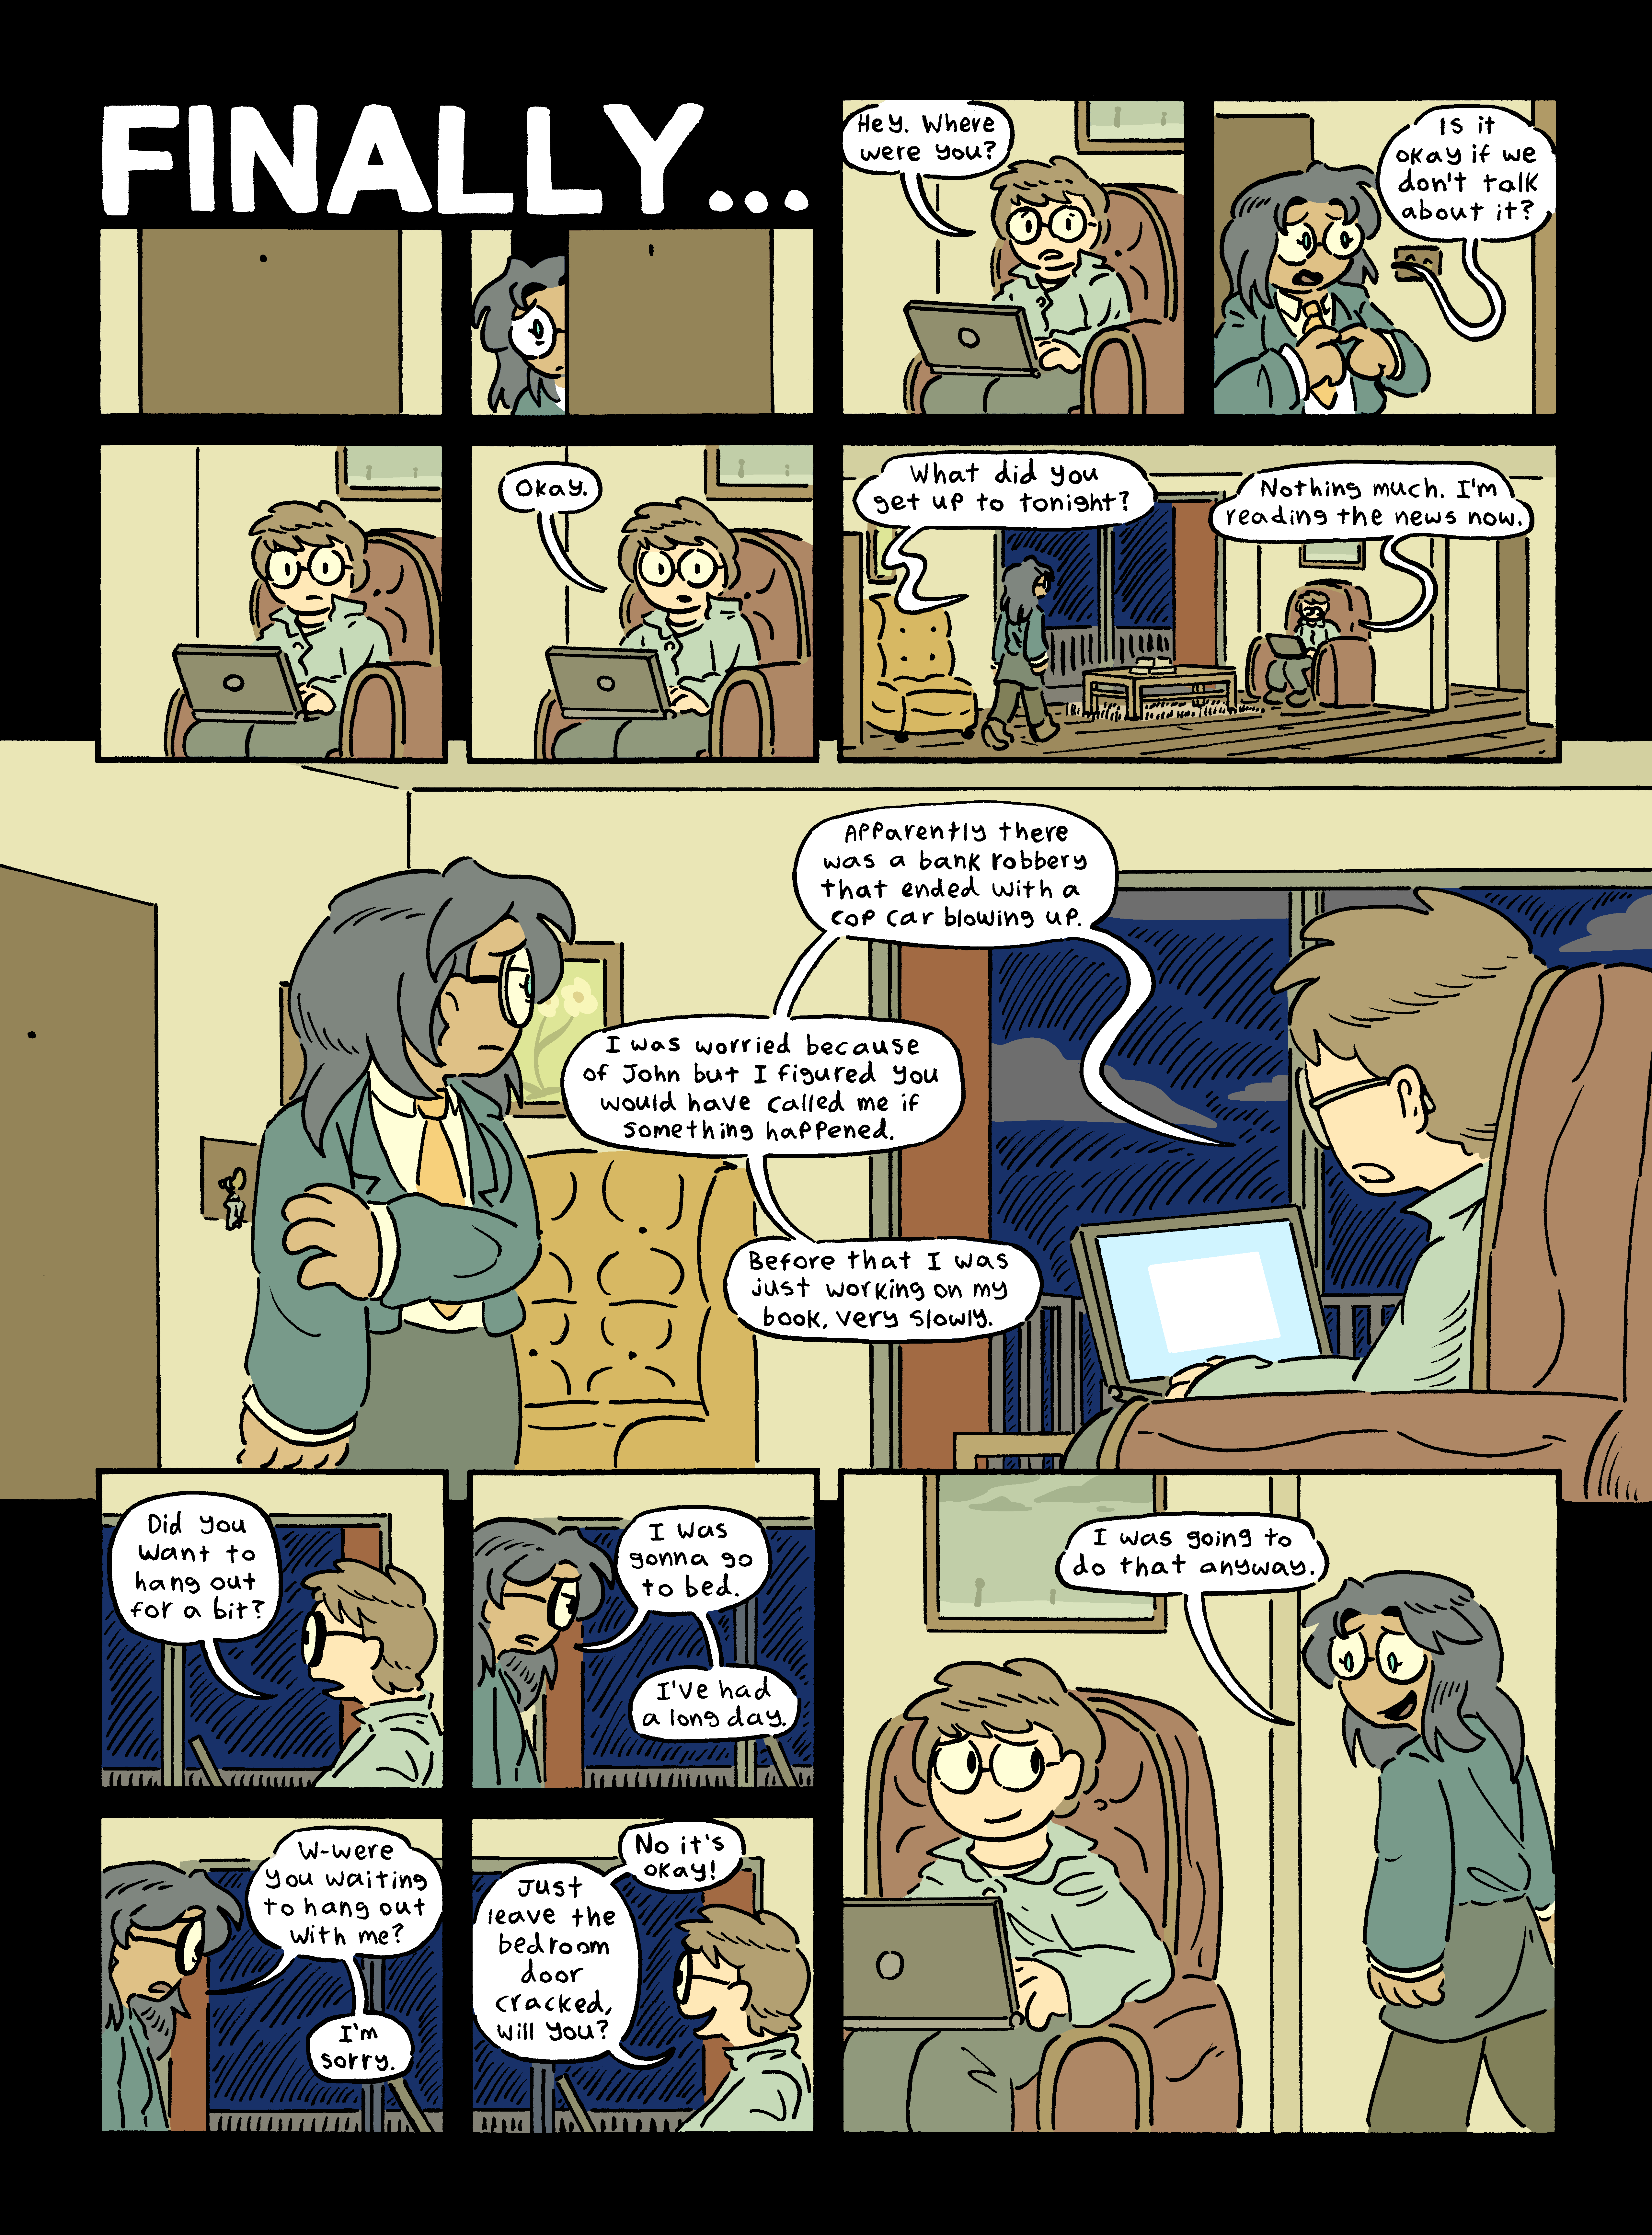 FINALLY...
Hey. Where
were you?
Is it
okay if we
don't talk
about it?
Okay.
What did you
get up to tonight?
Nothing much. I'm
reading the news now.
Apparently there
was a bank robbery
that ended with a
cop car blowing up.
I was worried because
of John but I figured you
would have called me if
something happened.
Before that I was
just working on my
book, very slowly.
Did you
want to
hang out
for a bit?
I was
gonna go
to bed.
I've had
a long day.
W-were
you waiting
to hang out
with me?
I'm
sorry.
No it's
okay!
Just
leave the
bedroom
door
cracked,
will you?
I was going to
do that anyway.